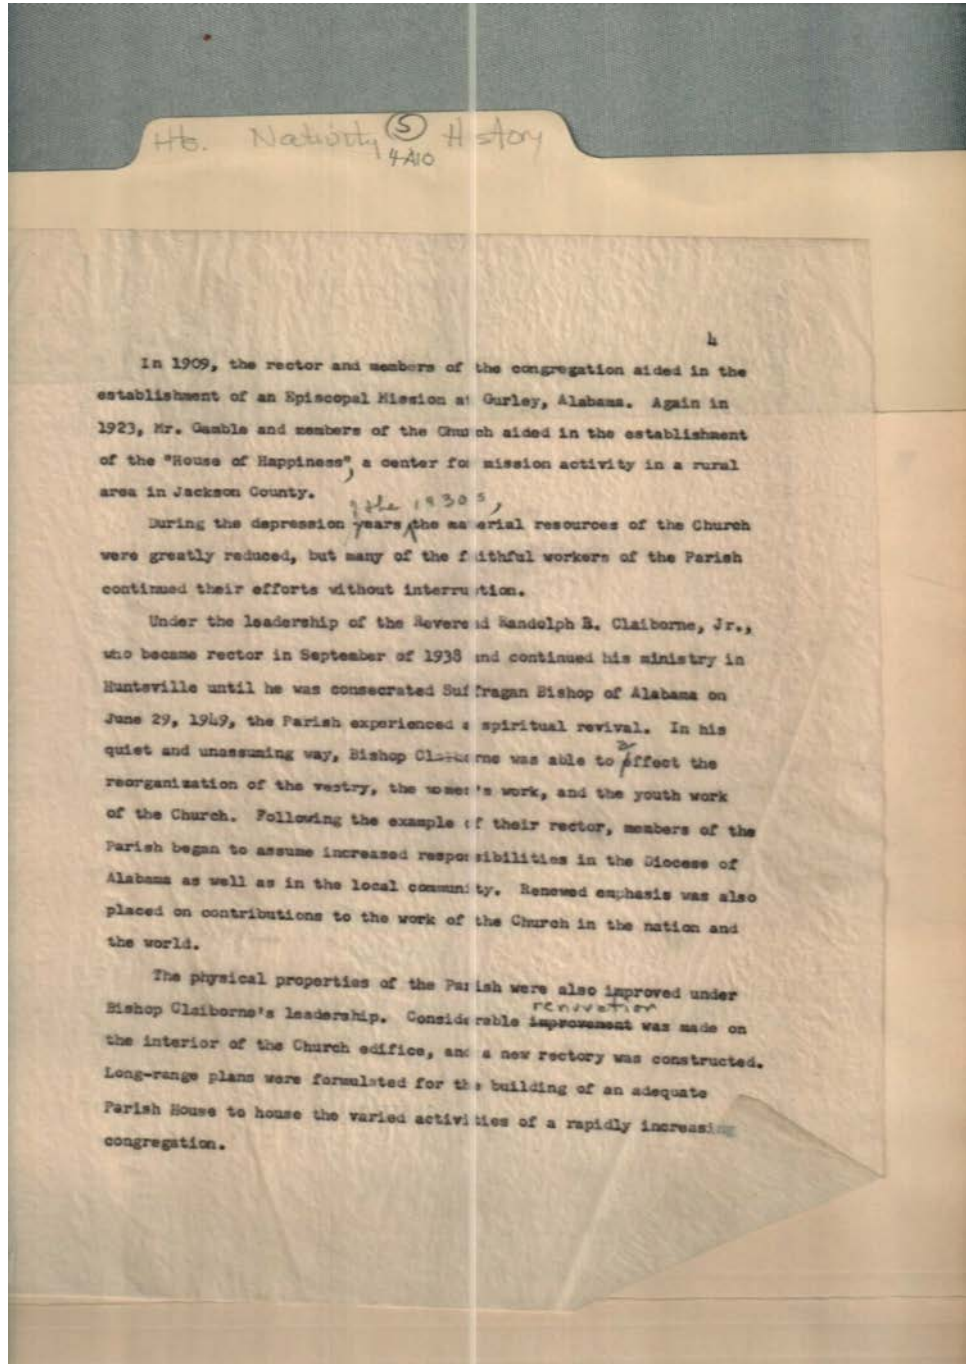 Hts. Nativity History
5
4A10
4
In 1909, the rector and members of the congregation aided in the
establishment of an Episcopal Mission at Gurley, Alabama. Again in
1923, Mr. Gamble and members of the Church aided in the establishment
of the "House of Happiness", a center for mission activity in a rural
area in Jackson County.
of the 1930s,
During the depression years the material resources of the Church
were greatly reduced, but many of the faithful workers of the Parish
continued their efforts without interruption.
Under the leadership of the Reverend Randolph B. Claiborne, Jr.,
who became rector in September of 1938 and continued his ministry in
Huntsville until he was consecrated Suffragan Bishop of Alabama on
June 29, 1949, the Parish experienced a spiritual revival. In his
quiet and unassuming way, Bishop Claiborne was able to effect the
reorganization of the vestry, the women's work, and the youth work
of the Church. Following the example of their rector, members of the
Parish began to assume increased responsibilities in the Diocese of
Alabama as well as in the local community. Renewed emphasis was also
placed on contributions to the work of the Church in the nation and
the world.
The physical properties of the Parish were also improved under
renovation
Bishop Claiborne's leadership. Considerable improvement was made on
the interior of the Church edifice, and a new rectory was constructed.
Long-range plans were formulated for the building of an adequate
Parish House to house the varied activities of a rapidly increasing
congregation.